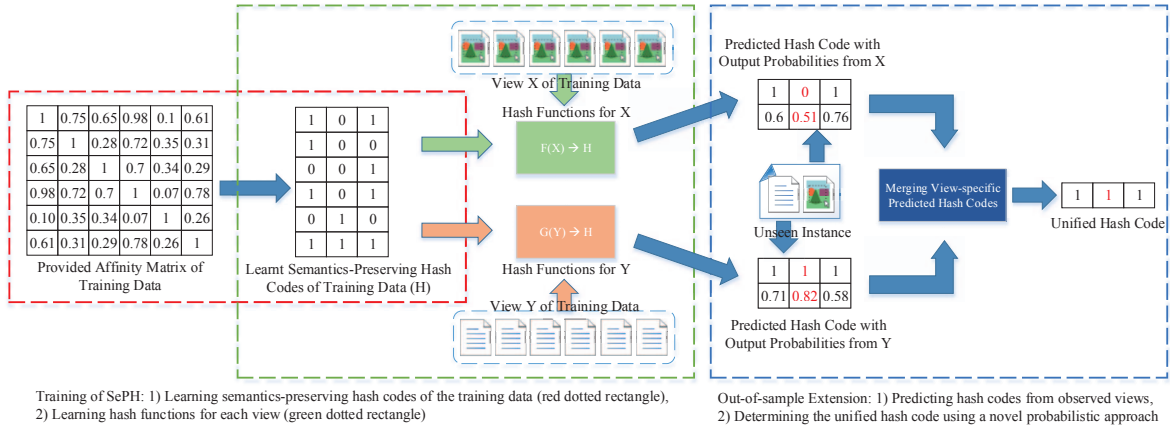 View X of Training Data
Hash Functions for X
F(X) → H
1 0.75 0.65 0.98 0.1 0.61
0.75 1 0.28 0.72 0.35 0.31
0.65 0.28 1 0.7 0.34 0.29
0.98 0.72 0.7 1 0.07 0.78
0.10 0.35 0.34 0.07 1 0.26
0.61 0.31 0.29 0.78 0.26 1
Provided Affinity Matrix of
Training Data
1 0 1
1 0 0
0 0 1
1 0 1
0 1 0
1 1 1
Learnt Semantics-Preserving Hash
Codes of Training Data (H)
G(Y) → H
Hash Functions for Y
View Y of Training Data
Predicted Hash Code with
Output Probabilities from X
1 0 1
0.6 0.51 0.76
Unseen Instance
1 1 1
0.71 0.82 0.58
Predicted Hash Code with
Output Probabilities from Y
Merging View-specific
Predicted Hash Codes
1 1 1
Unified Hash Code
Training of SePH: 1) Learning semantics-preserving hash codes of the training data (red dotted rectangle),
2) Learning hash functions for each view (green dotted rectangle)
Out-of-sample Extension: 1) Predicting hash codes from observed views,
2) Determining the unified hash code using a novel probabilistic approach